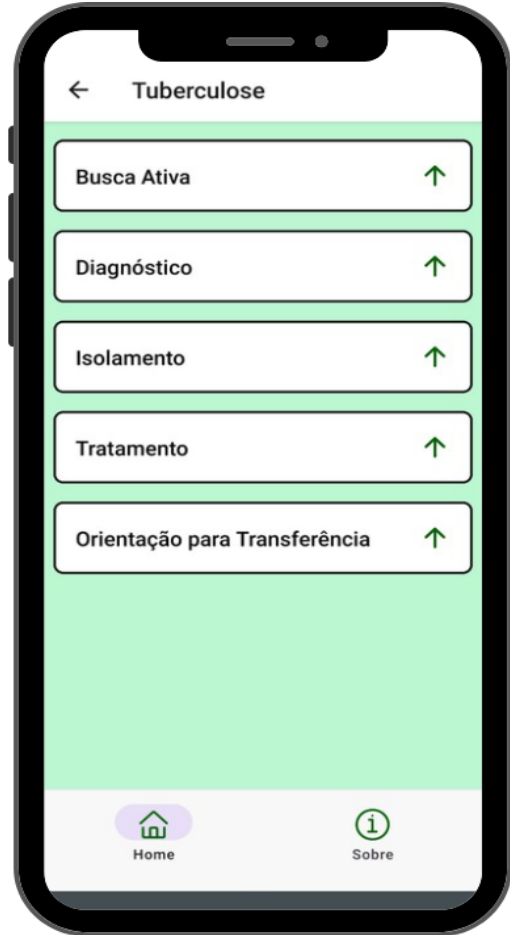 Tuberculose
Busca Ativa
Diagnóstico
Isolamento
Tratamento
Orientação para Transferência
Home
Sobre